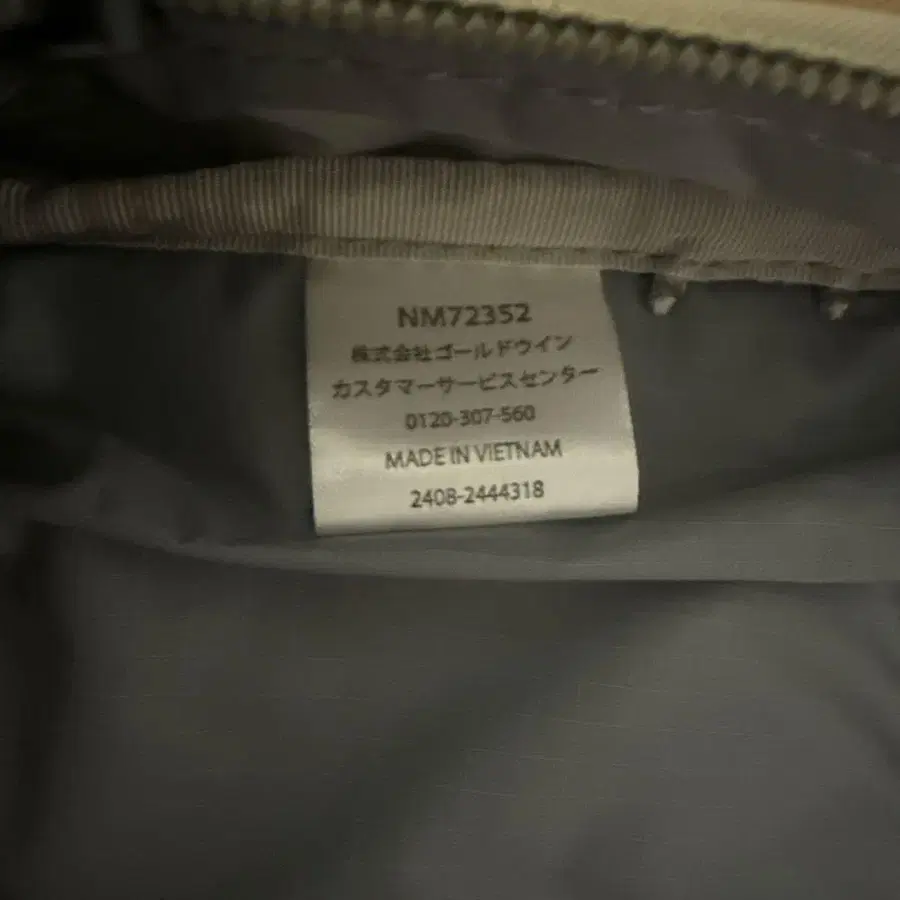 NM72352
株式会社ゴールドウイン
カスタマーサービスセンター
0120-307-560
MADE IN VIETNAM
240B-2444318